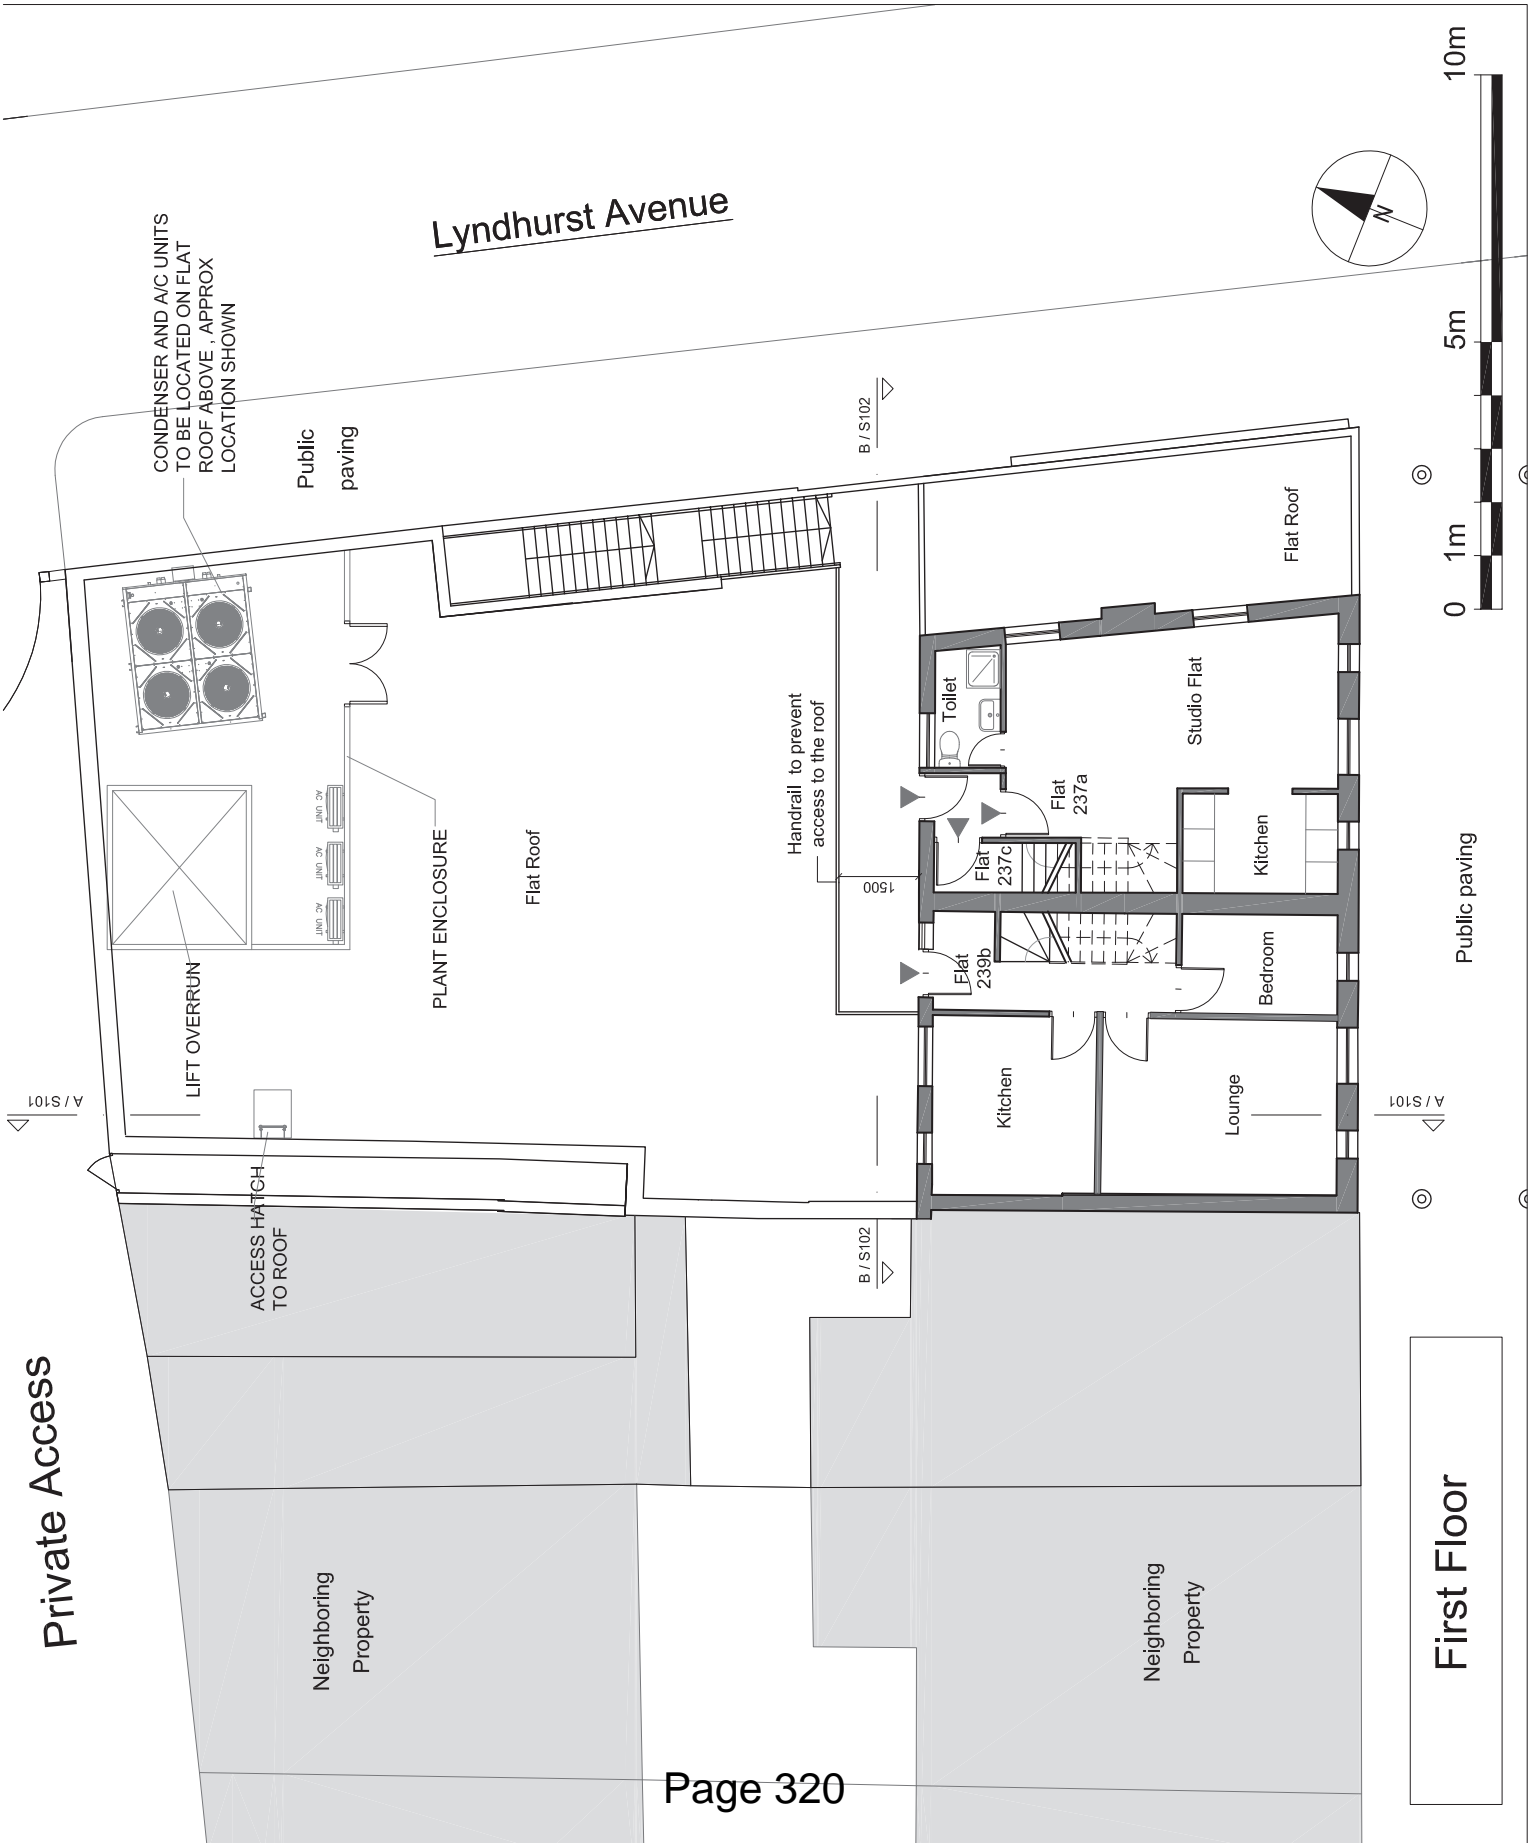 Private Access
Neighboring
Property
ACCESS HATCH
TO ROOF
LIFT OVERRUN
A / S101
PLANT ENCLOSURE
AC UNIT
AC UNIT
AC UNIT
CONDENSER AND A/C UNITS
TO BE LOCATED ON FLAT
ROOF ABOVE , APPROX
LOCATION SHOWN
Public
paving
Lyndhurst Avenue
Flat Roof
Handrail to prevent
access to the roof
1500
B / S102
B / S102
Toilet
Flat
237c
Flat
237a
Flat
239b
Studio Flat
Flat Roof
Kitchen
Bedroom
Kitchen
Lounge
A / S101
Neighboring
Property
Public paving
N
0
1m
5m
10m
First Floor
Page 320